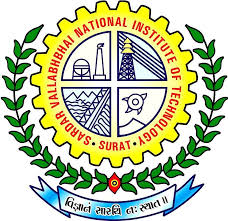 SARDAR VALLABHBHAI NATIONAL INSTITUTE OF TECHNOLOGY
• SURAT •
विज्ञानं सारथि नः स्यात्॥